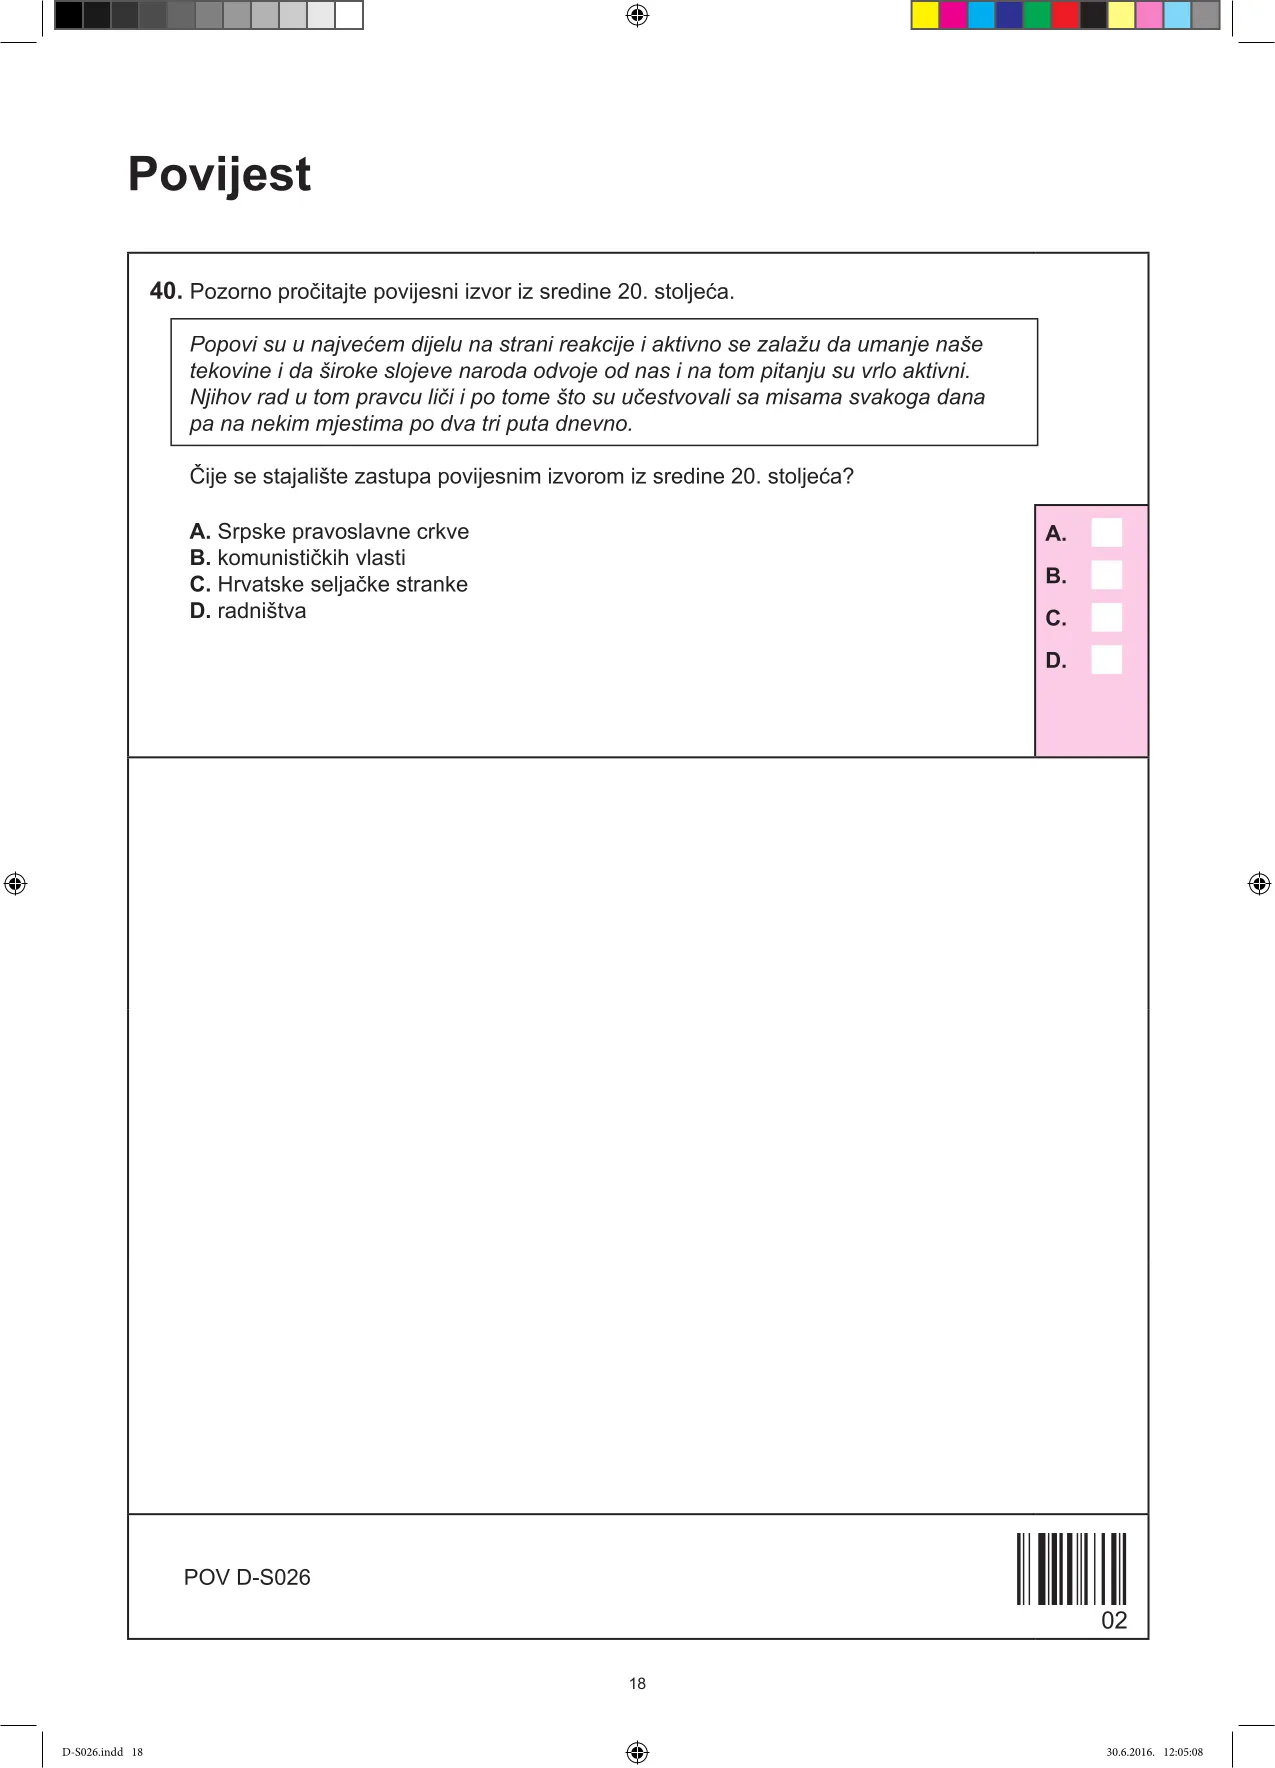 Povijest
40. Pozorno pročitajte povijesni izvor iz sredine 20. stoljeća.
Popovi su u najvećem dijelu na strani reakcije i aktivno se zalažu da umanje naše
tekovine i da široke slojeve naroda odvoje od nas i na tom pitanju su vrlo aktivni.
Njihov rad u tom pravcu liči i po tome što su učestvovali sa misama svakoga dana
pa na nekim mjestima po dva tri puta dnevno.
Čije se stajalište zastupa povijesnim izvorom iz sredine 20. stoljeća?
A. Srpske pravoslavne crkve
B. komunističkih vlasti
C. Hrvatske seljačke stranke
D. radništva
A.
B.
C.
D.
POV D-S026
02
18
D-S026.indd 18
30.6.2016. 12:05:08